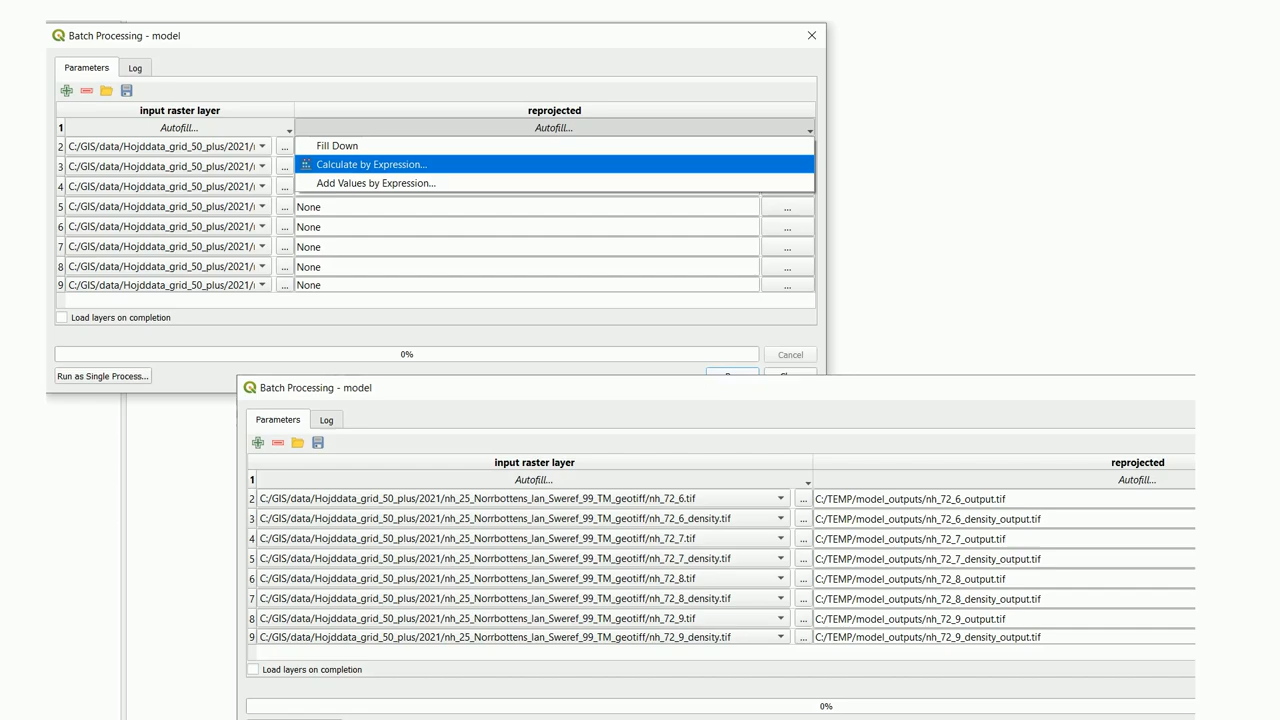 Batch Processing - model
Parameters Log
input raster layer reprojected
1 Autofill... Autofill...
2 C:/GIS/data/Hojddata_grid_50_plus/2021/ ... Fill Down
3 C:/GIS/data/Hojddata_grid_50_plus/2021/ ... Calculate by Expression...
4 C:/GIS/data/Hojddata_grid_50_plus/2021/ ... Add Values by Expression...
5 C:/GIS/data/Hojddata_grid_50_plus/2021/ ... None ...
6 C:/GIS/data/Hojddata_grid_50_plus/2021/ ... None ...
7 C:/GIS/data/Hojddata_grid_50_plus/2021/ ... None ...
8 C:/GIS/data/Hojddata_grid_50_plus/2021/ ... None ...
9 C:/GIS/data/Hojddata_grid_50_plus/2021/ ... None ...
Load layers on completion
0% Cancel
Run as Single Process...
Batch Processing - model
Parameters Log
input raster layer reprojected
1 Autofill... Autofill...
2 C:/GIS/data/Hojddata_grid_50_plus/2021/nh_25_Norrbottens_lan_Sweref_99_TM_geotiff/nh_72_6.tif ... C:/TEMP/model_outputs/nh_72_6_output.tif
3 C:/GIS/data/Hojddata_grid_50_plus/2021/nh_25_Norrbottens_lan_Sweref_99_TM_geotiff/nh_72_6_density.tif ... C:/TEMP/model_outputs/nh_72_6_density_output.tif
4 C:/GIS/data/Hojddata_grid_50_plus/2021/nh_25_Norrbottens_lan_Sweref_99_TM_geotiff/nh_72_7.tif ... C:/TEMP/model_outputs/nh_72_7_output.tif
5 C:/GIS/data/Hojddata_grid_50_plus/2021/nh_25_Norrbottens_lan_Sweref_99_TM_geotiff/nh_72_7_density.tif ... C:/TEMP/model_outputs/nh_72_7_density_output.tif
6 C:/GIS/data/Hojddata_grid_50_plus/2021/nh_25_Norrbottens_lan_Sweref_99_TM_geotiff/nh_72_8.tif ... C:/TEMP/model_outputs/nh_72_8_output.tif
7 C:/GIS/data/Hojddata_grid_50_plus/2021/nh_25_Norrbottens_lan_Sweref_99_TM_geotiff/nh_72_8_density.tif ... C:/TEMP/model_outputs/nh_72_8_density_output.tif
8 C:/GIS/data/Hojddata_grid_50_plus/2021/nh_25_Norrbottens_lan_Sweref_99_TM_geotiff/nh_72_9.tif ... C:/TEMP/model_outputs/nh_72_9_output.tif
9 C:/GIS/data/Hojddata_grid_50_plus/2021/nh_25_Norrbottens_lan_Sweref_99_TM_geotiff/nh_72_9_density.tif ... C:/TEMP/model_outputs/nh_72_9_density_output.tif
Load layers on completion
0%